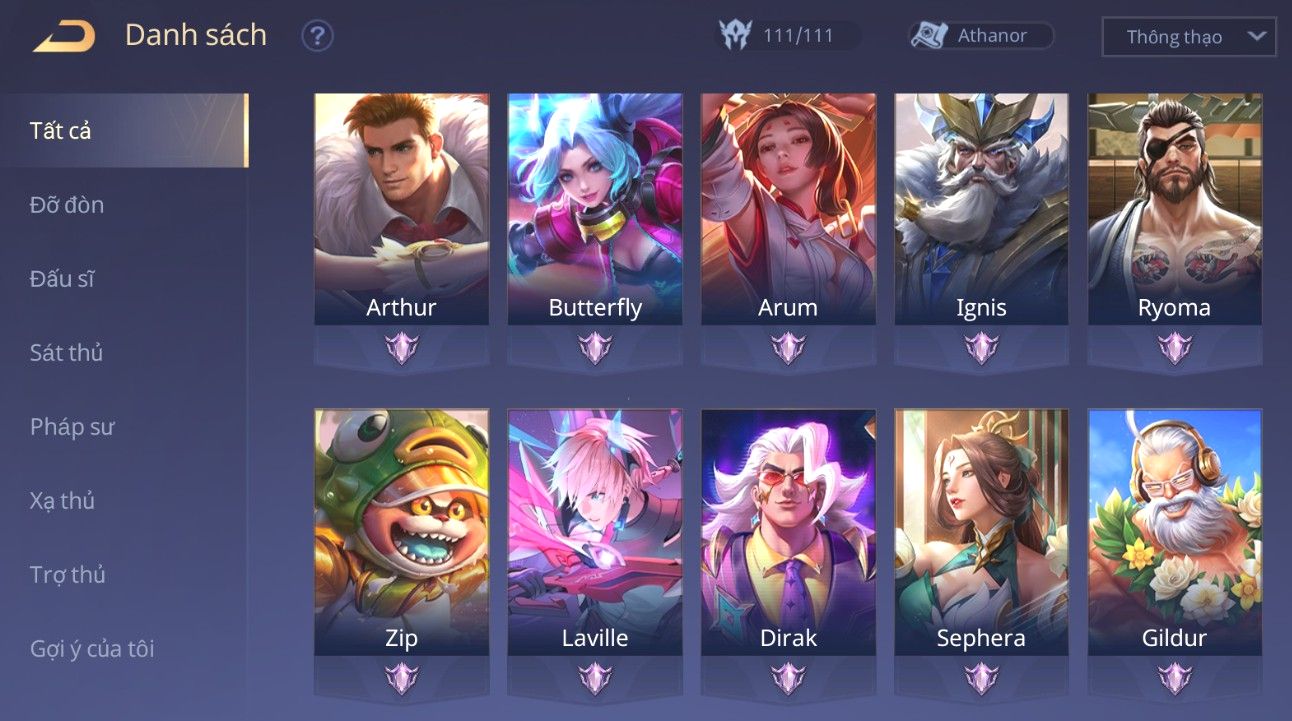 Danh sách
?
111/111
Athanor
Thông thạo
Tất cả
Đỡ đòn
Đấu sĩ
Sát thủ
Pháp sư
Xạ thủ
Trợ thủ
Gợi ý của tôi
Arthur
Butterfly
Arum
Ignis
Ryoma
Zip
Laville
Dirak
Sephera
Gildur